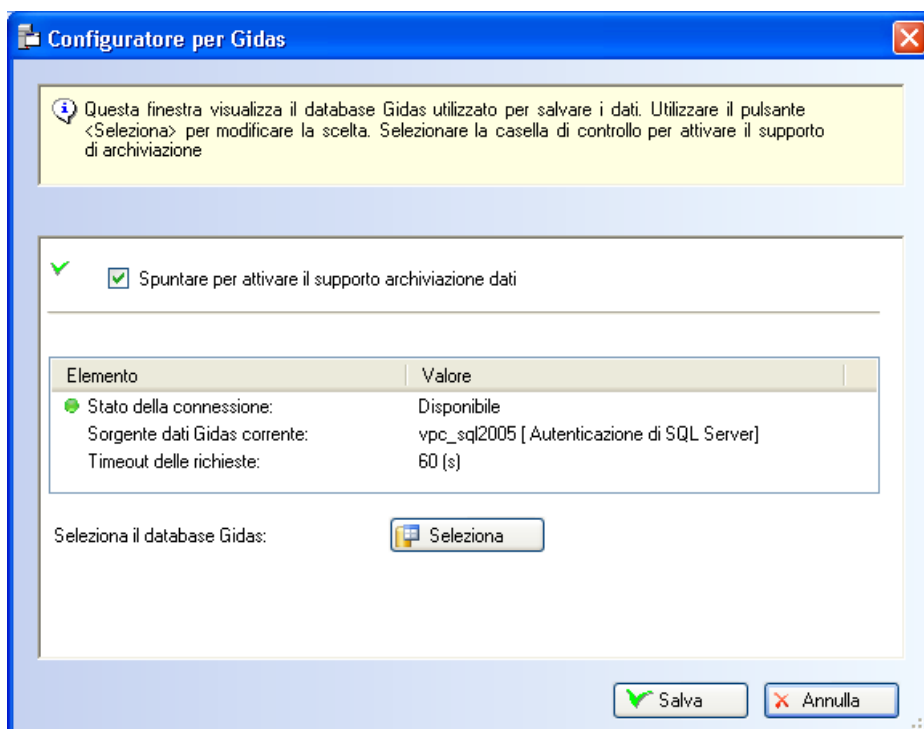 Configuratore per Gidas
Questa finestra visualizza il database Gidas utilizzato per salvare i dati. Utilizzare il pulsante
<Seleziona> per modificare la scelta. Selezionare la casella di controllo per attivare il supporto
di archiviazione
Spuntare per attivare il supporto archiviazione dati
Elemento Valore
Stato della connessione: Disponibile
Sorgente dati Gidas corrente: vpc_sql2005 [ Autenticazione di SQL Server]
Timeout delle richieste: 60 (s)
Seleziona il database Gidas: Seleziona
Salva Annulla